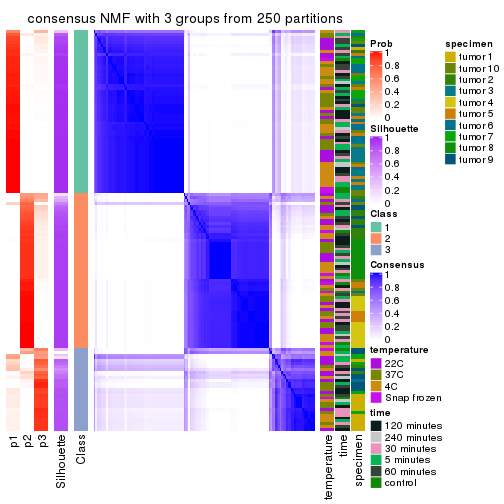 consensus NMF with 3 groups from 250 partitions
Prob
1
0.8
0.6
0.4
0.2
0
Silhouette
1
0.8
0.6
0.4
0.2
0
Class
1
2
3
Consensus
1
0.8
0.6
0.4
0.2
0
temperature
22C
37C
4C
Snap frozen
time
120 minutes
240 minutes
30 minutes
5 minutes
60 minutes
control
specimen
tumor 1
tumor 10
tumor 2
tumor 3
tumor 4
tumor 5
tumor 6
tumor 7
tumor 8
tumor 9
p1
p2
p3
Silhouette
Class
temperature
time
specimen